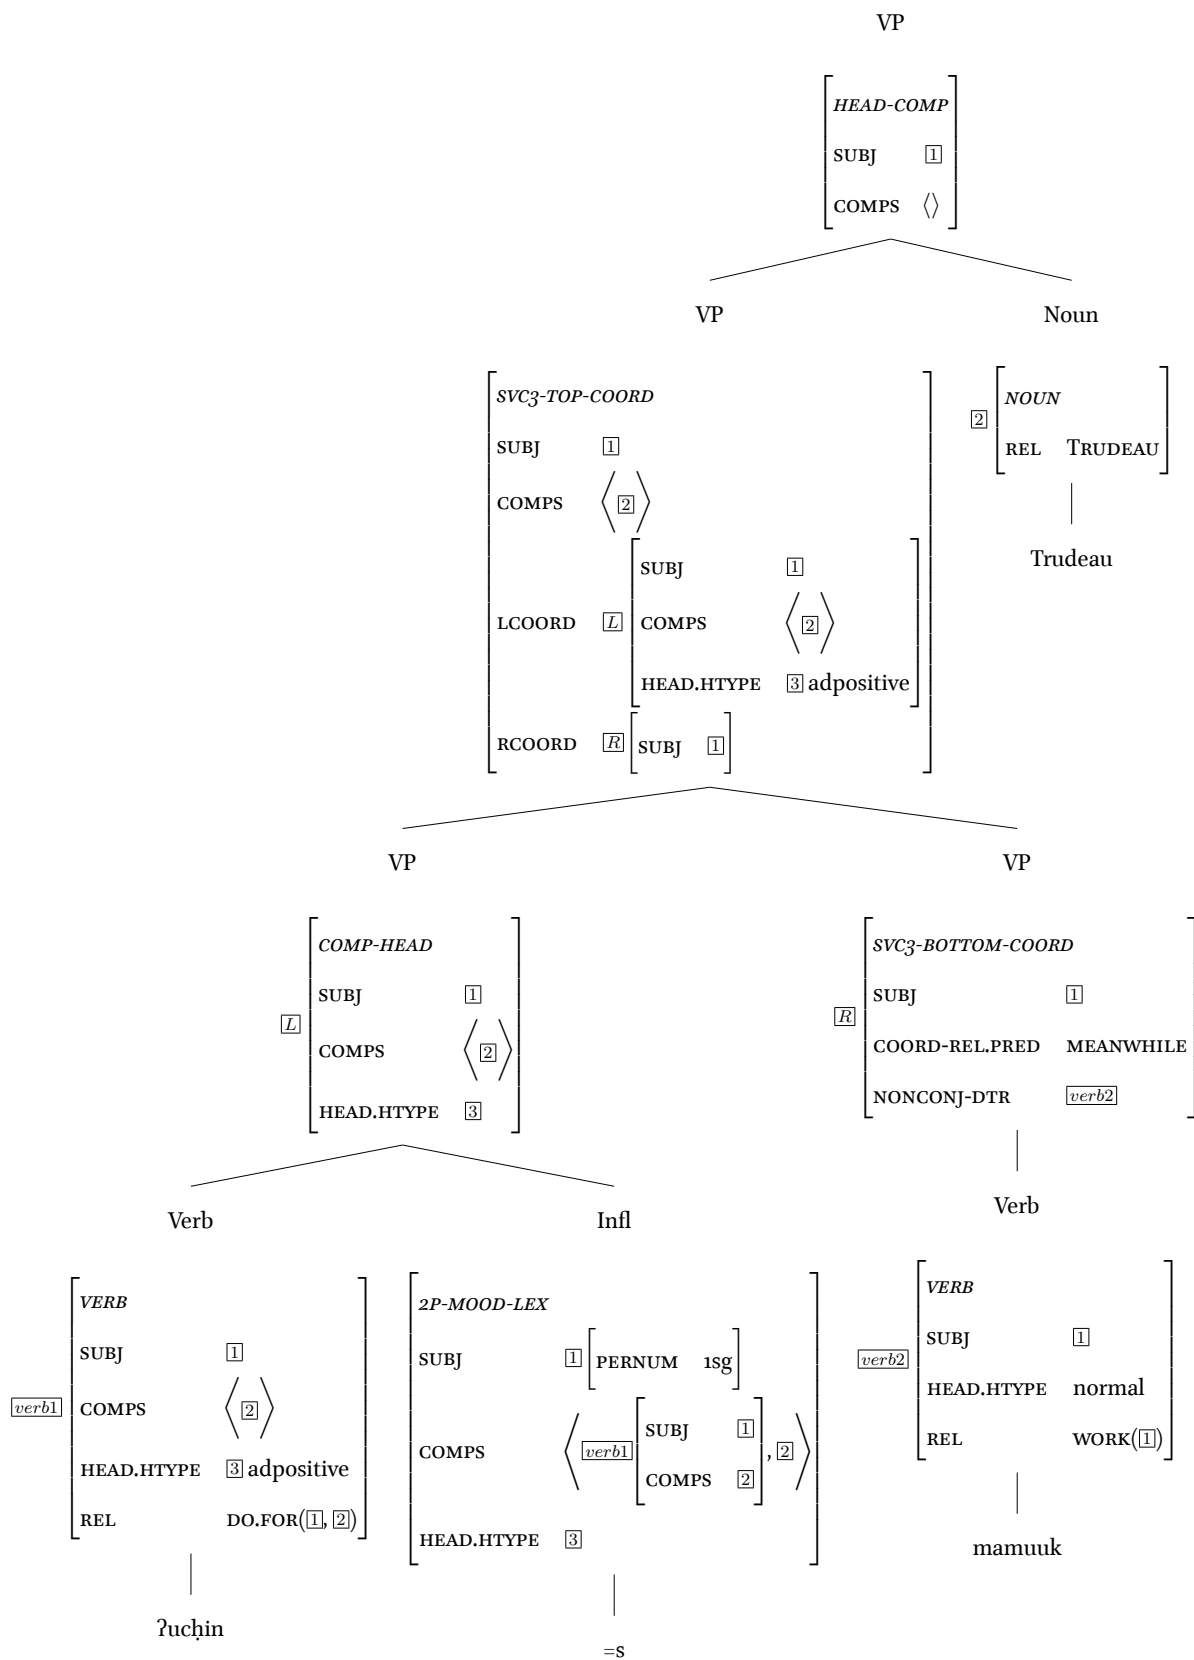 VP
HEAD-COMP
SUBJ 1
COMPS ⟨⟩
VP Noun
SVC3-TOP-COORD
SUBJ 1
COMPS ⟨2⟩
LCOORD L
SUBJ 1
COMPS ⟨2⟩
HEAD.HTYPE 3 adpositive
RCOORD R SUBJ 1
2 NOUN
REL TRUDEAU
Trudeau
VP VP
L COMP-HEAD
SUBJ 1
COMPS ⟨2⟩
HEAD.HTYPE 3
R SVC3-BOTTOM-COORD
SUBJ 1
COORD-REL.PRED MEANWHILE
NONCONJ-DTR verb2
Verb Infl Verb
verb1 VERB
SUBJ 1
COMPS ⟨2⟩
HEAD.HTYPE 3 adpositive
REL DO.FOR(1, 2)
ʔucḥin
2P-MOOD-LEX
SUBJ 1 PERNUM 1sg
COMPS ⟨verb1 SUBJ 1 COMPS 2, 2⟩
HEAD.HTYPE 3
=s
verb2 VERB
SUBJ 1
HEAD.HTYPE normal
REL WORK(1)
mamuuk